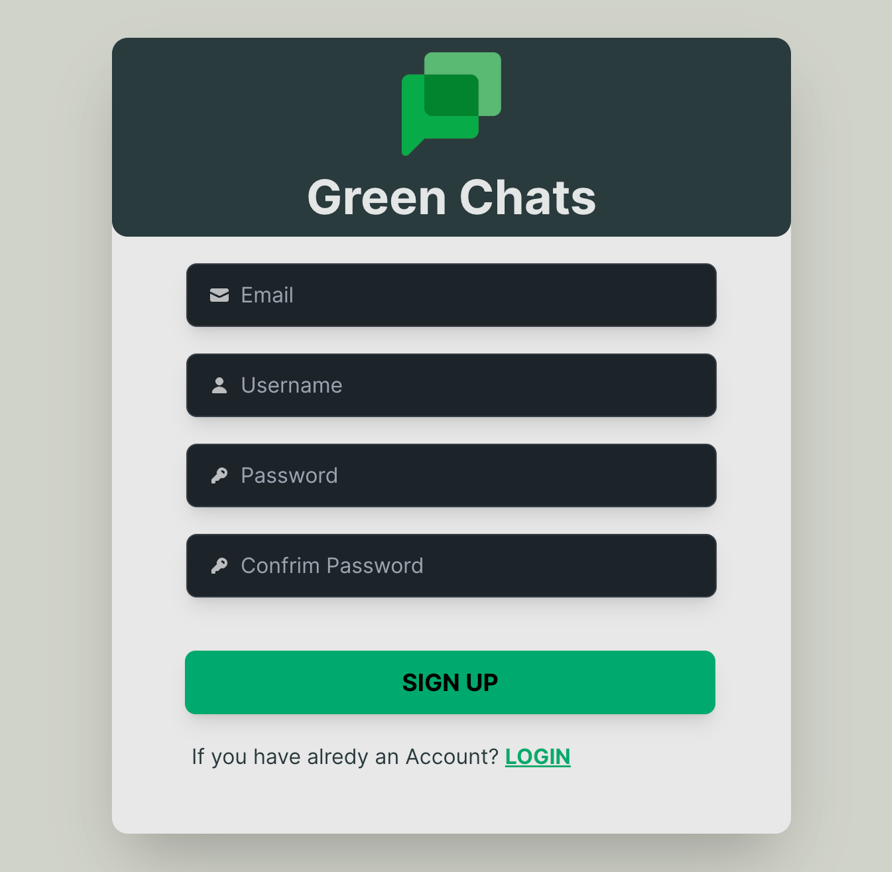 Green Chats
Email
Username
Password
Confrim Password
SIGN UP
If you have alredy an Account? LOGIN